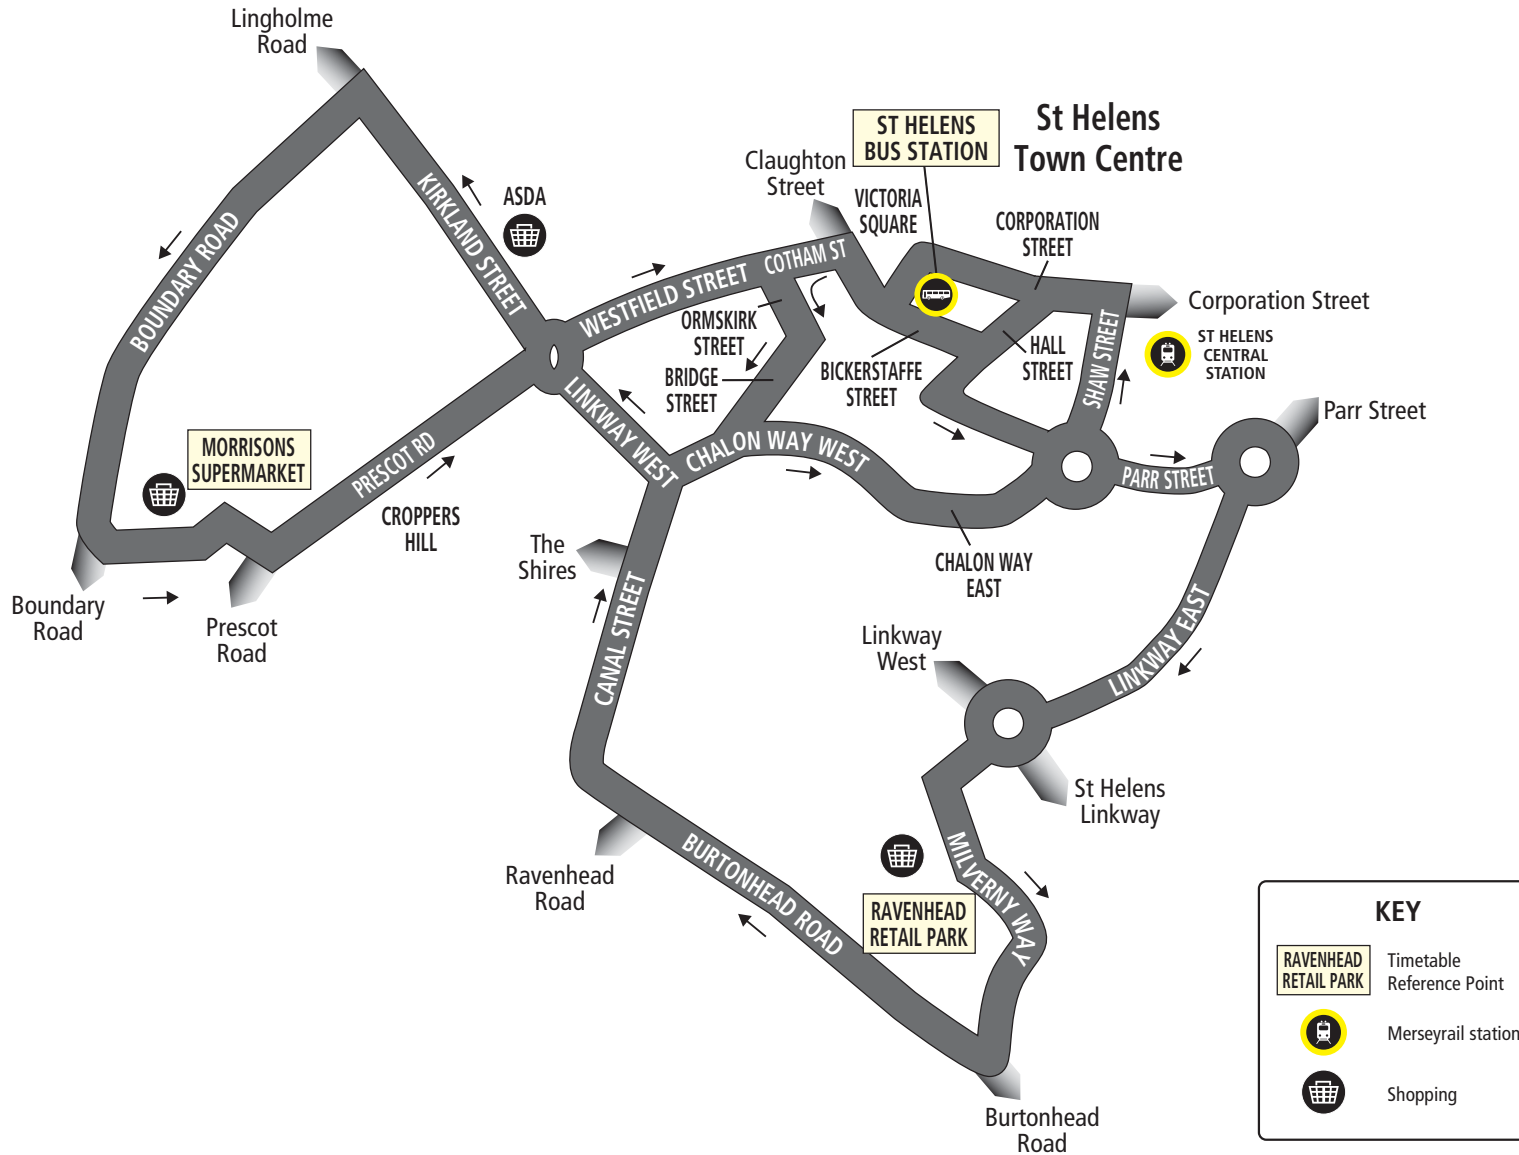 Lingholme
Road
St Helens
Town Centre
ST HELENS
BUS STATION
Claughton
Street
VICTORIA
SQUARE
CORPORATION
STREET
ASDA
KIRKLAND STREET
BOUNDARY ROAD
WESTFIELD STREET
COTHAM ST
Corporation Street
ORMSKIRK
STREET
ST HELENS
CENTRAL
STATION
HALL
STREET
SHAW STREET
BRIDGE
STREET
BICKERSTAFFE
STREET
LINKWAY WEST
Parr Street
MORRISONS
SUPERMARKET
PRESCOT RD
CHALON WAY WEST
PARR STREET
CROPPERS
HILL
The
Shires
CHALON WAY
EAST
Boundary
Road
Prescot
Road
CANAL STREET
LINKWAY EAST
Linkway
West
St Helens
Linkway
Ravenhead
Road
BURTONHEAD ROAD
MILVERNY WAY
RAVENHEAD
RETAIL PARK
Burtonhead
Road
KEY
RAVENHEAD
RETAIL PARK
Timetable
Reference Point
Merseyrail station
Shopping